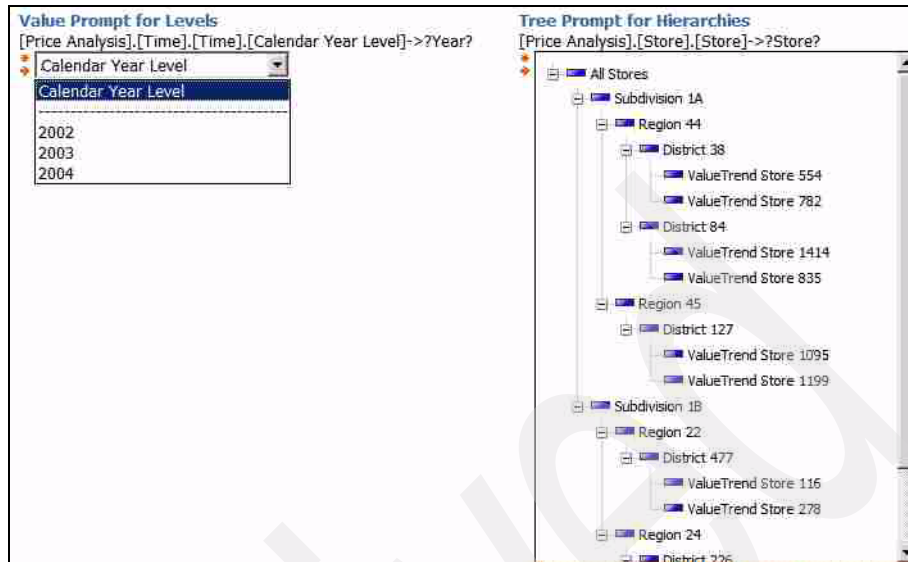 Value Prompt for Levels
[Price Analysis].[Time].[Time].[Calendar Year Level]->?Year?
Calendar Year Level
Calendar Year Level
2002
2003
2004
Tree Prompt for Hierarchies
[Price Analysis].[Store].[Store]->?Store?
All Stores
Subdivision 1A
Region 44
District 38
ValueTrend Store 554
ValueTrend Store 782
District 84
ValueTrend Store 1414
ValueTrend Store 835
Region 45
District 127
ValueTrend Store 1095
ValueTrend Store 1199
Subdivision 1B
Region 22
District 477
ValueTrend Store 116
ValueTrend Store 278
Region 24
District 226